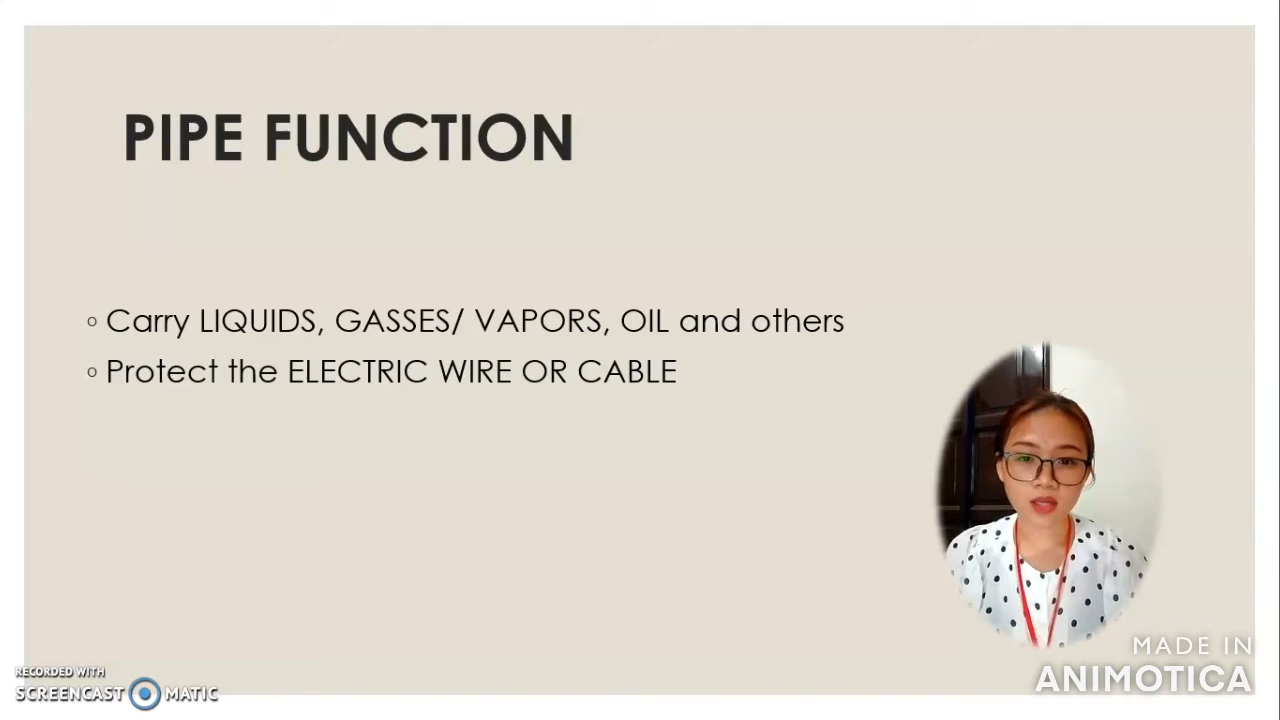 PIPE FUNCTION
◦ Carry LIQUIDS, GASSES/ VAPORS, OIL and others
◦ Protect the ELECTRIC WIRE OR CABLE
MADE IN
ANIMOTICA
RECORDED WITH
SCREENCAST MATIC